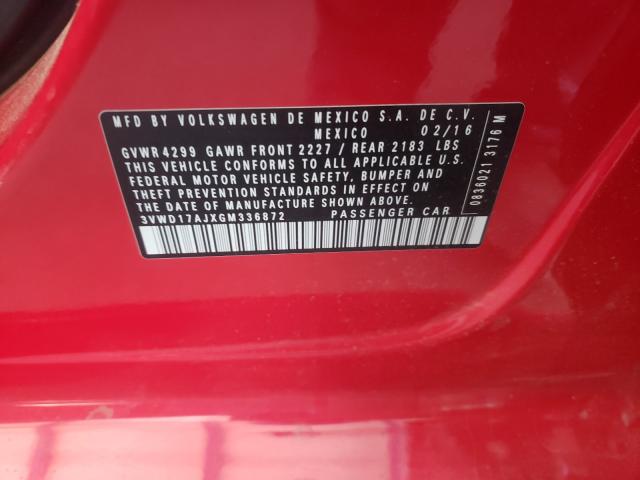 MFD BY VOLKSWAGEN DE MEXICO S.A. DE C.V.
MEXICO 02/16
GVWR 4299 GAWR FRONT 2227 / REAR 2183 LBS
THIS VEHICLE CONFORMS TO ALL APPLICABLE U.S.
FEDERAL MOTOR VEHICLE SAFETY, BUMPER AND
THEFT PREVENTION STANDARDS IN EFFECT ON
THE DATE OF MANUFACTURE SHOWN ABOVE.
3VWD17AJXGM336872 PASSENGER CAR
0836021 3176 M